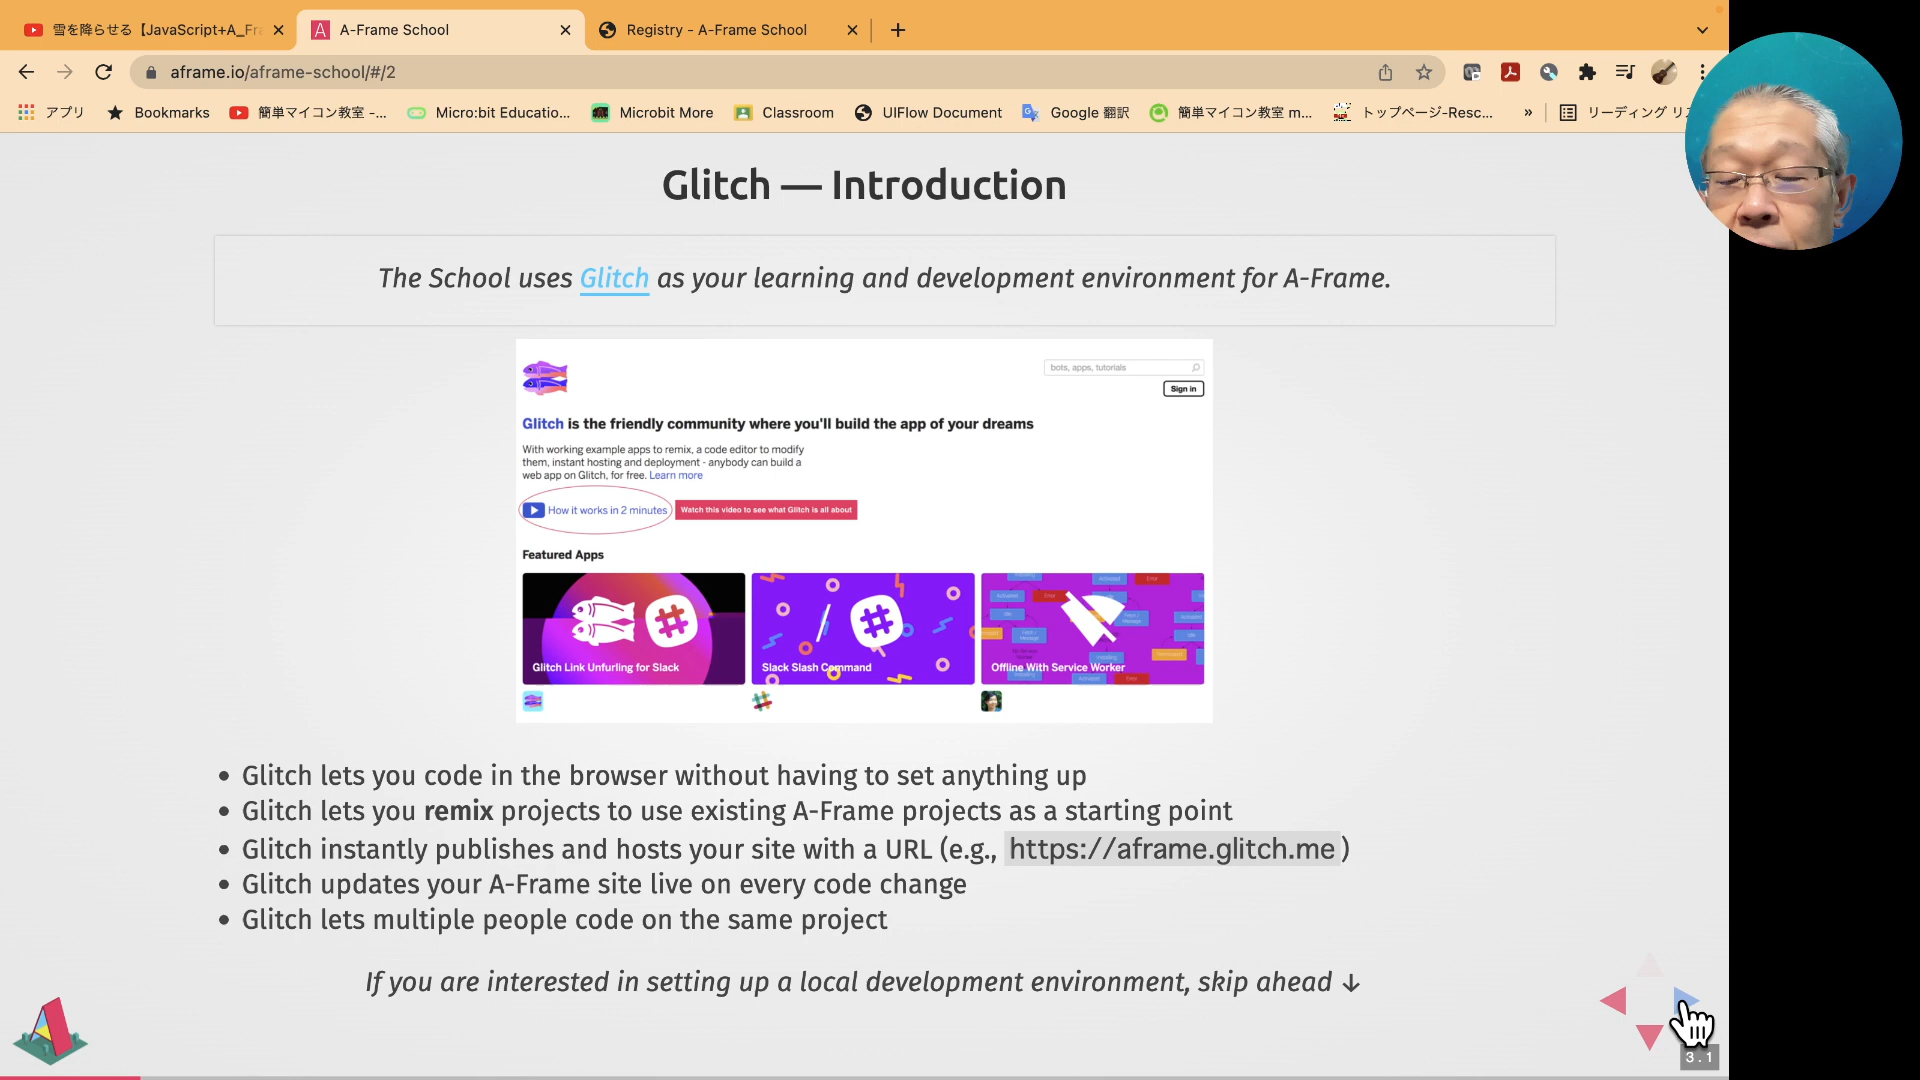 雪を降らせる【JavaScript+A_Fr
A-Frame School
Registry - A-Frame School
aframe.io/aframe-school/#/2
アプリ
Bookmarks
簡単マイコン教室 -...
Micro:bit Educatio...
Microbit More
Classroom
UIFlow Document
Google 翻訳
簡単マイコン教室 m...
トップページ-Resc...
»
リーディング リ
Glitch — Introduction
The School uses Glitch as your learning and development environment for A-Frame.
bots, apps, tutorials
Sign in
Glitch is the friendly community where you'll build the app of your dreams
With working example apps to remix, a code editor to modify
them, instant hosting and deployment - anybody can build a
web app on Glitch, for free. Learn more
How it works in 2 minutes
Watch this video to see what Glitch is all about
Featured Apps
Glitch Link Unfurling for Slack
Slack Slash Command
Offline With Service Worker
• Glitch lets you code in the browser without having to set anything up
• Glitch lets you remix projects to use existing A-Frame projects as a starting point
• Glitch instantly publishes and hosts your site with a URL (e.g., https://aframe.glitch.me)
• Glitch updates your A-Frame site live on every code change
• Glitch lets multiple people code on the same project
If you are interested in setting up a local development environment, skip ahead ↓
3.1